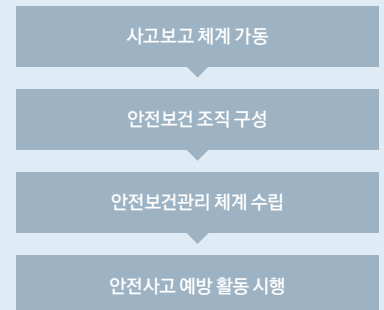 사고보고 체계 가동
안전보건 조직 구성
안전보건관리 체계 수립
안전사고 예방 활동 시행